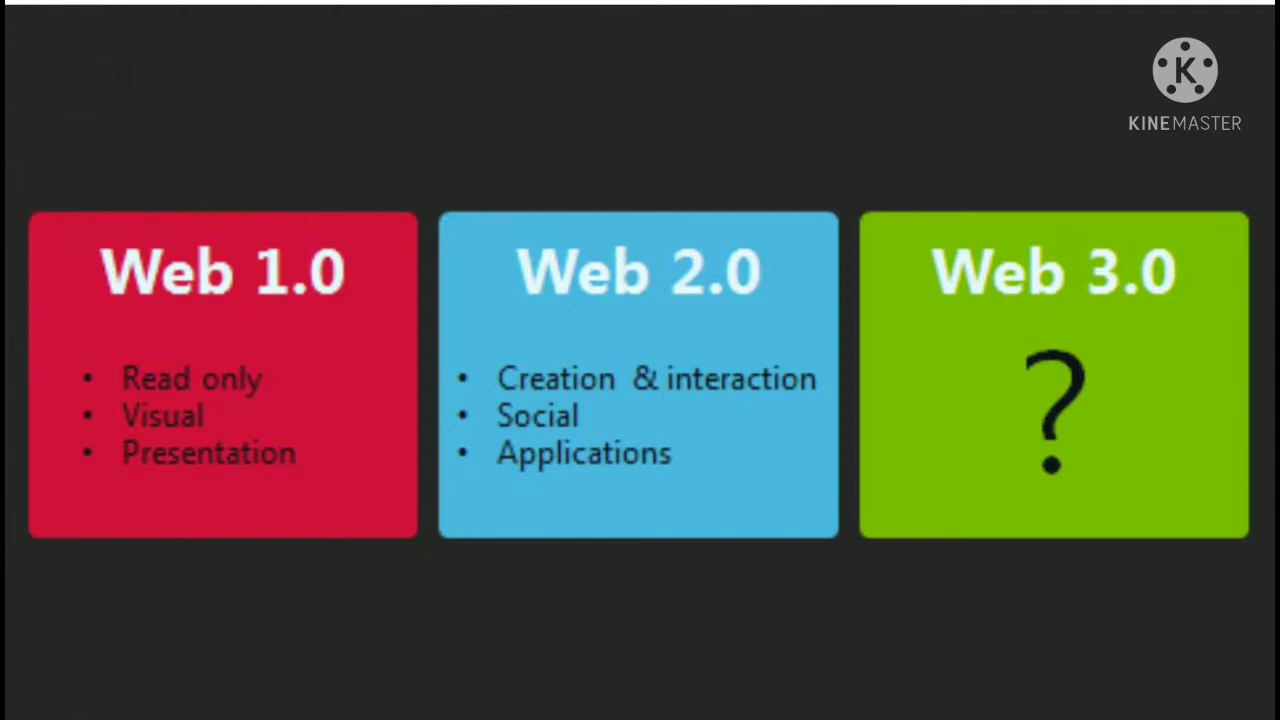 KINEMASTER
Web 1.0
• Read only
• Visual
• Presentation
Web 2.0
• Creation & interaction
• Social
• Applications
Web 3.0
?